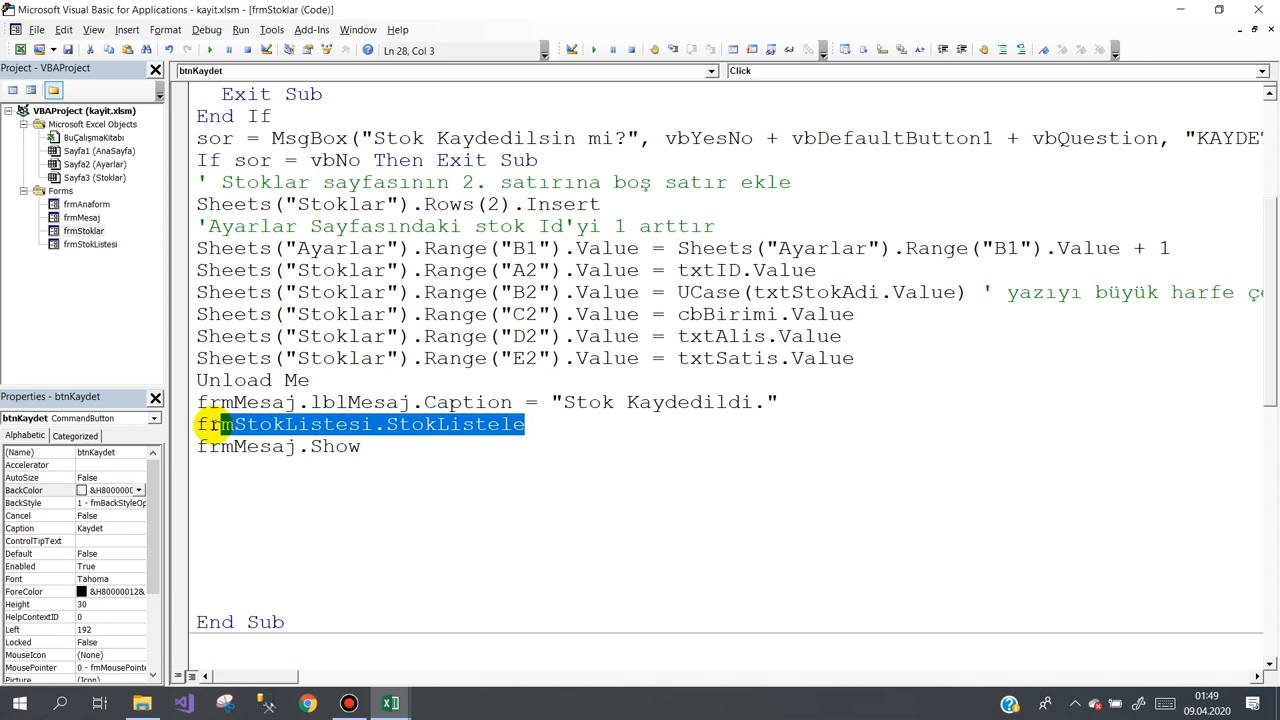 Microsoft Visual Basic for Applications - kayit.xlsm - [frmStoklar (Code)]
File Edit View Insert Format Debug Run Tools Add-Ins Window Help
Ln 28, Col 3
Project - VBAProject
VBAProject (kayit.xlsm)
Microsoft Excel Objects
BuÇalışmaKitabı
Sayfa1 (AnaSayfa)
Sayfa2 (Ayarlar)
Sayfa3 (Stoklar)
Forms
frmAnaform
frmMesaj
frmStoklar
frmStokListesi
Properties - btnKaydet
btnKaydet CommandButton
Alphabetic Categorized
(Name) btnKaydet
Accelerator
AutoSize False
BackColor &H8000000
BackStyle 1 - fmBackStyleOp
Cancel False
Caption Kaydet
ControlTipText
Default False
Enabled True
Font Tahoma
ForeColor &H80000012&
Height 30
HelpContextID 0
Left 192
Locked False
MouseIcon (None)
MousePointer 0 - fmMousePointe
Picture (Icon)
btnKaydet Click
Exit Sub
End If
sor = MsgBox("Stok Kaydedilsin mi?", vbYesNo + vbDefaultButton1 + vbQuestion, "KAYDET
If sor = vbNo Then Exit Sub
' Stoklar sayfasının 2. satırına boş satır ekle
Sheets("Stoklar").Rows(2).Insert
'Ayarlar Sayfasındaki stok Id'yi 1 arttır
Sheets("Ayarlar").Range("B1").Value = Sheets("Ayarlar").Range("B1").Value + 1
Sheets("Stoklar").Range("A2").Value = txtID.Value
Sheets("Stoklar").Range("B2").Value = UCase(txtStokAdi.Value) ' yazıyı büyük harfe çe
Sheets("Stoklar").Range("C2").Value = cbBirimi.Value
Sheets("Stoklar").Range("D2").Value = txtAlis.Value
Sheets("Stoklar").Range("E2").Value = txtSatis.Value
Unload Me
frmMesaj.lblMesaj.Caption = "Stok Kaydedildi."
frmStokListesi.StokListele
frmMesaj.Show
End Sub
01:49
09.04.2020